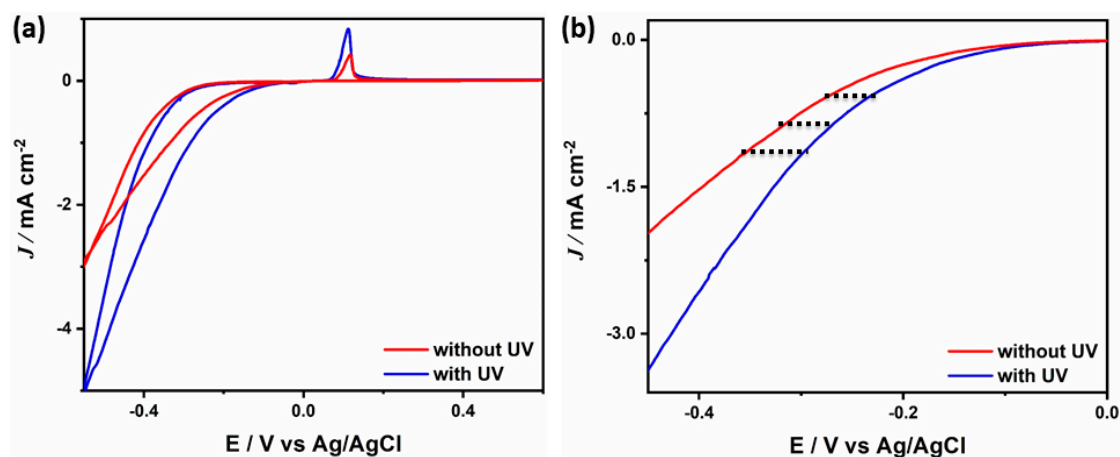 (a)
0
-2
-4
J / mA cm-2
-0.4
0.0
0.4
E / V vs Ag/AgCl
without UV
with UV
(b)
0.0
-1.5
-3.0
J / mA cm-2
-0.4
-0.2
0.0
E / V vs Ag/AgCl
without UV
with UV